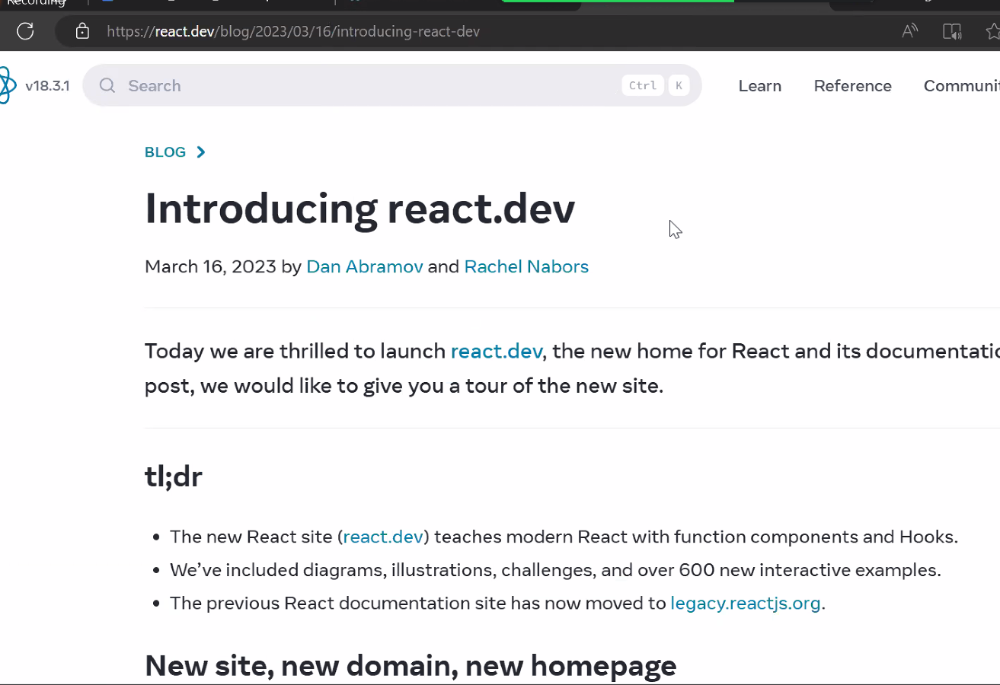 Recording
https://react.dev/blog/2023/03/16/introducing-react-dev
v18.3.1 Search Ctrl K Learn Reference Communit
BLOG
Introducing react.dev
March 16, 2023 by Dan Abramov and Rachel Nabors
Today we are thrilled to launch react.dev, the new home for React and its documentatio
post, we would like to give you a tour of the new site.
tl;dr
The new React site (react.dev) teaches modern React with function components and Hooks.
We’ve included diagrams, illustrations, challenges, and over 600 new interactive examples.
The previous React documentation site has now moved to legacy.reactjs.org.
New site, new domain, new homepage